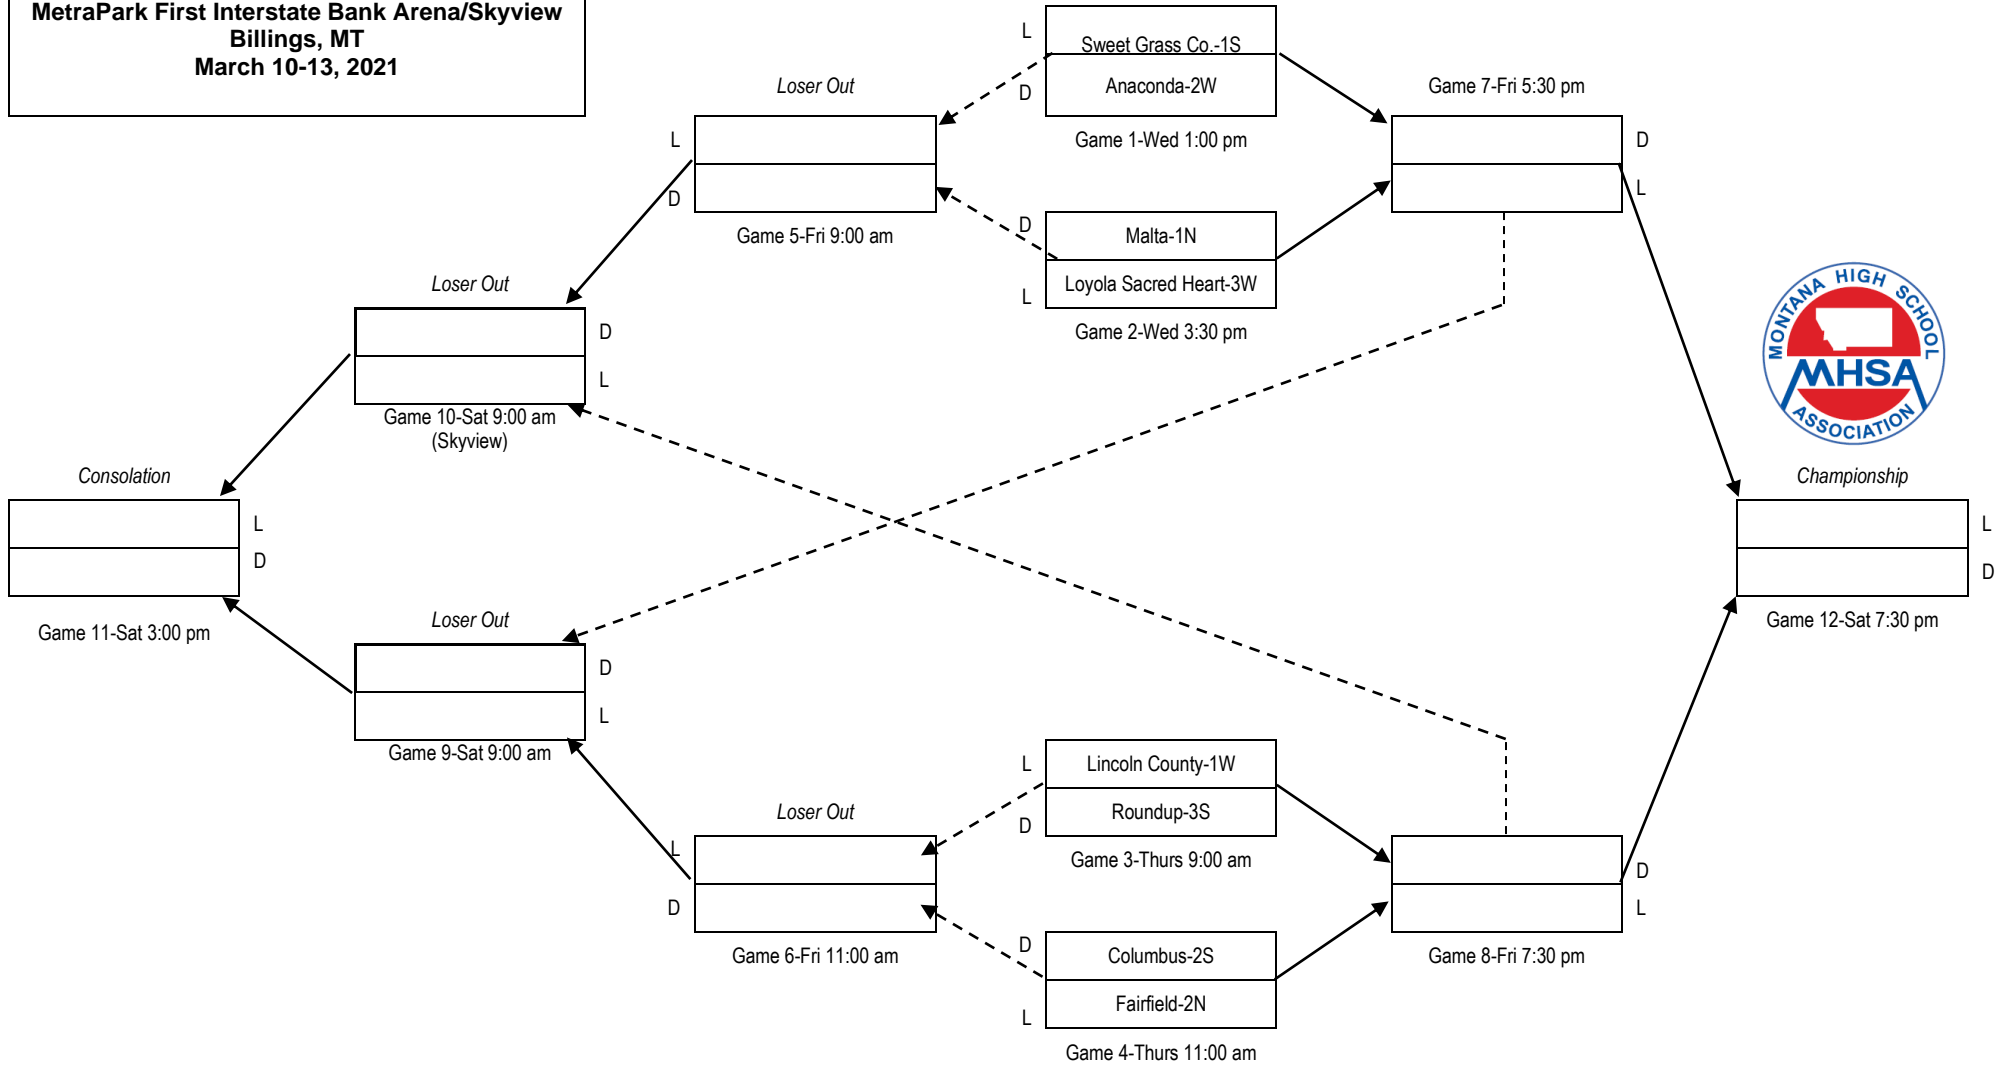 MetraPark First Interstate Bank Arena/Skyview
Billings, MT
March 10-13, 2021
L
Sweet Grass Co.-1S
D
Anaconda-2W
Game 1-Wed 1:00 pm
Loser Out
L
D
Game 5-Fri 9:00 am
Game 7-Fri 5:30 pm
D
L
D
Malta-1N
L
Loyola Sacred Heart-3W
Game 2-Wed 3:30 pm
Loser Out
D
L
Game 10-Sat 9:00 am
(Skyview)
MONTANA HIGH SCHOOL
MHSA
ASSOCIATION
Consolation
L
D
Game 11-Sat 3:00 pm
Championship
L
D
Game 12-Sat 7:30 pm
Loser Out
D
L
Game 9-Sat 9:00 am
L
Lincoln County-1W
D
Roundup-3S
Game 3-Thurs 9:00 am
Loser Out
L
D
Game 6-Fri 11:00 am
D
L
Game 8-Fri 7:30 pm
D
Columbus-2S
L
Fairfield-2N
Game 4-Thurs 11:00 am